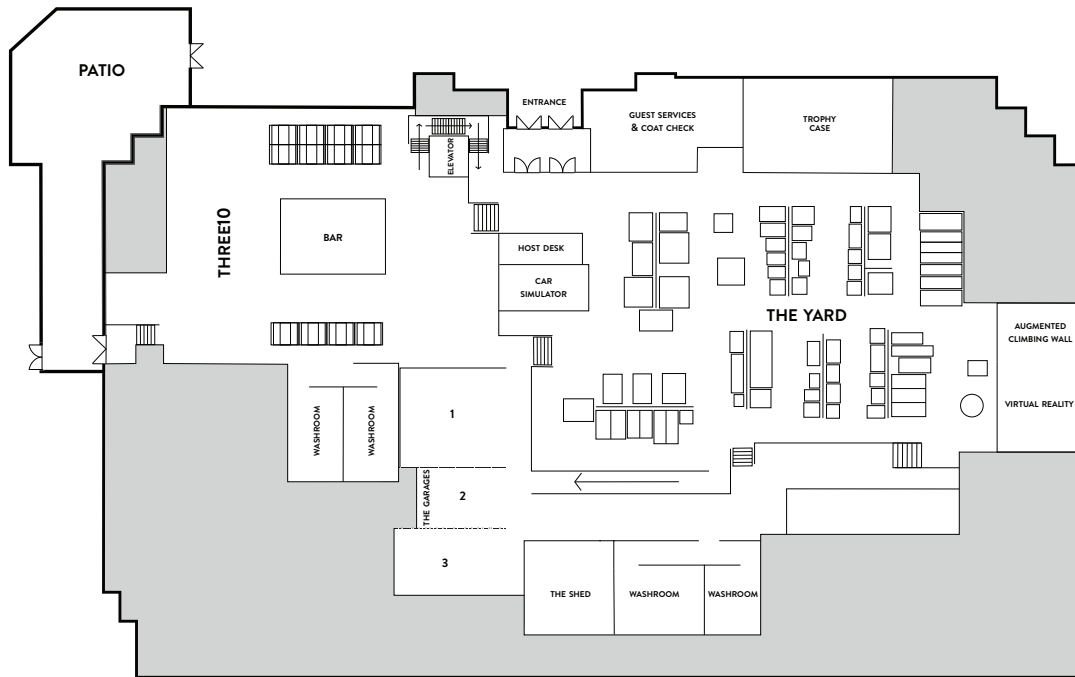 PATIO
ENTRANCE
GUEST SERVICES
& COAT CHECK
TROPHY
CASE
ELEVATOR
THREE10
BAR
HOST DESK
CAR
SIMULATOR
THE YARD
AUGMENTED
CLIMBING WALL
VIRTUAL REALITY
WASHROOM
WASHROOM
1
THE GARAGES
2
3
THE SHED
WASHROOM
WASHROOM